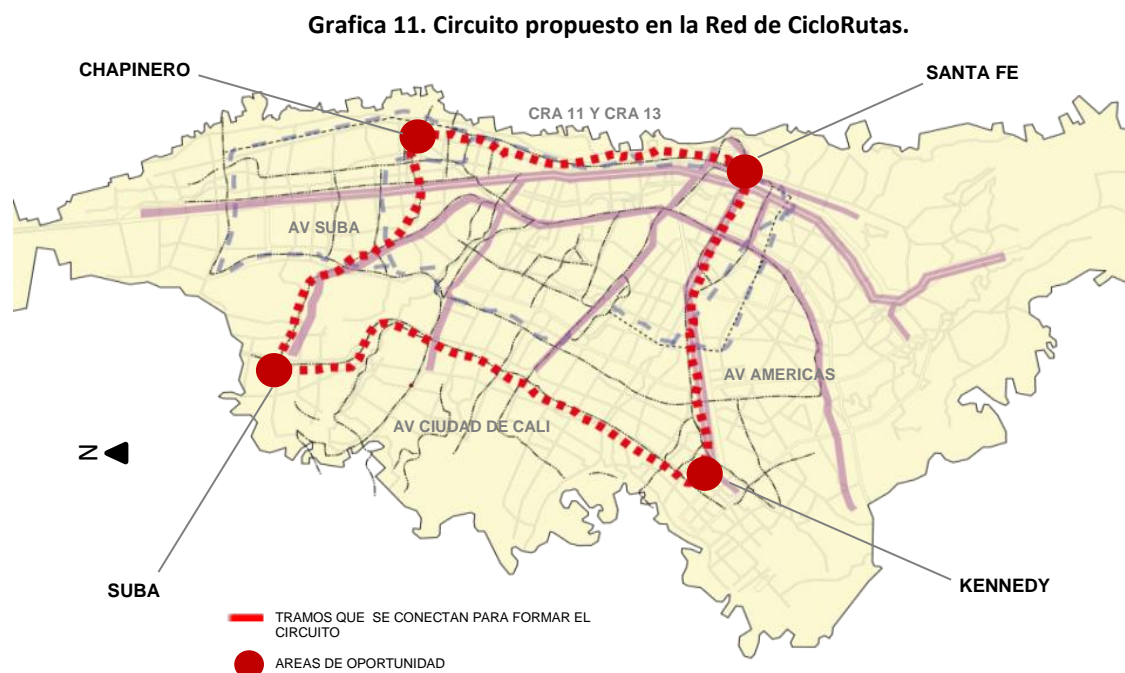 Grafica 11. Circuito propuesto en la Red de CicloRutas.
CHAPINERO
SANTA FE
CRA 11 Y CRA 13
AV SUBA
AV AMERICAS
AV CIUDAD DE CALI
N
SUBA
KENNEDY
TRAMOS QUE SE CONECTAN PARA FORMAR EL
CIRCUITO
AREAS DE OPORTUNIDAD